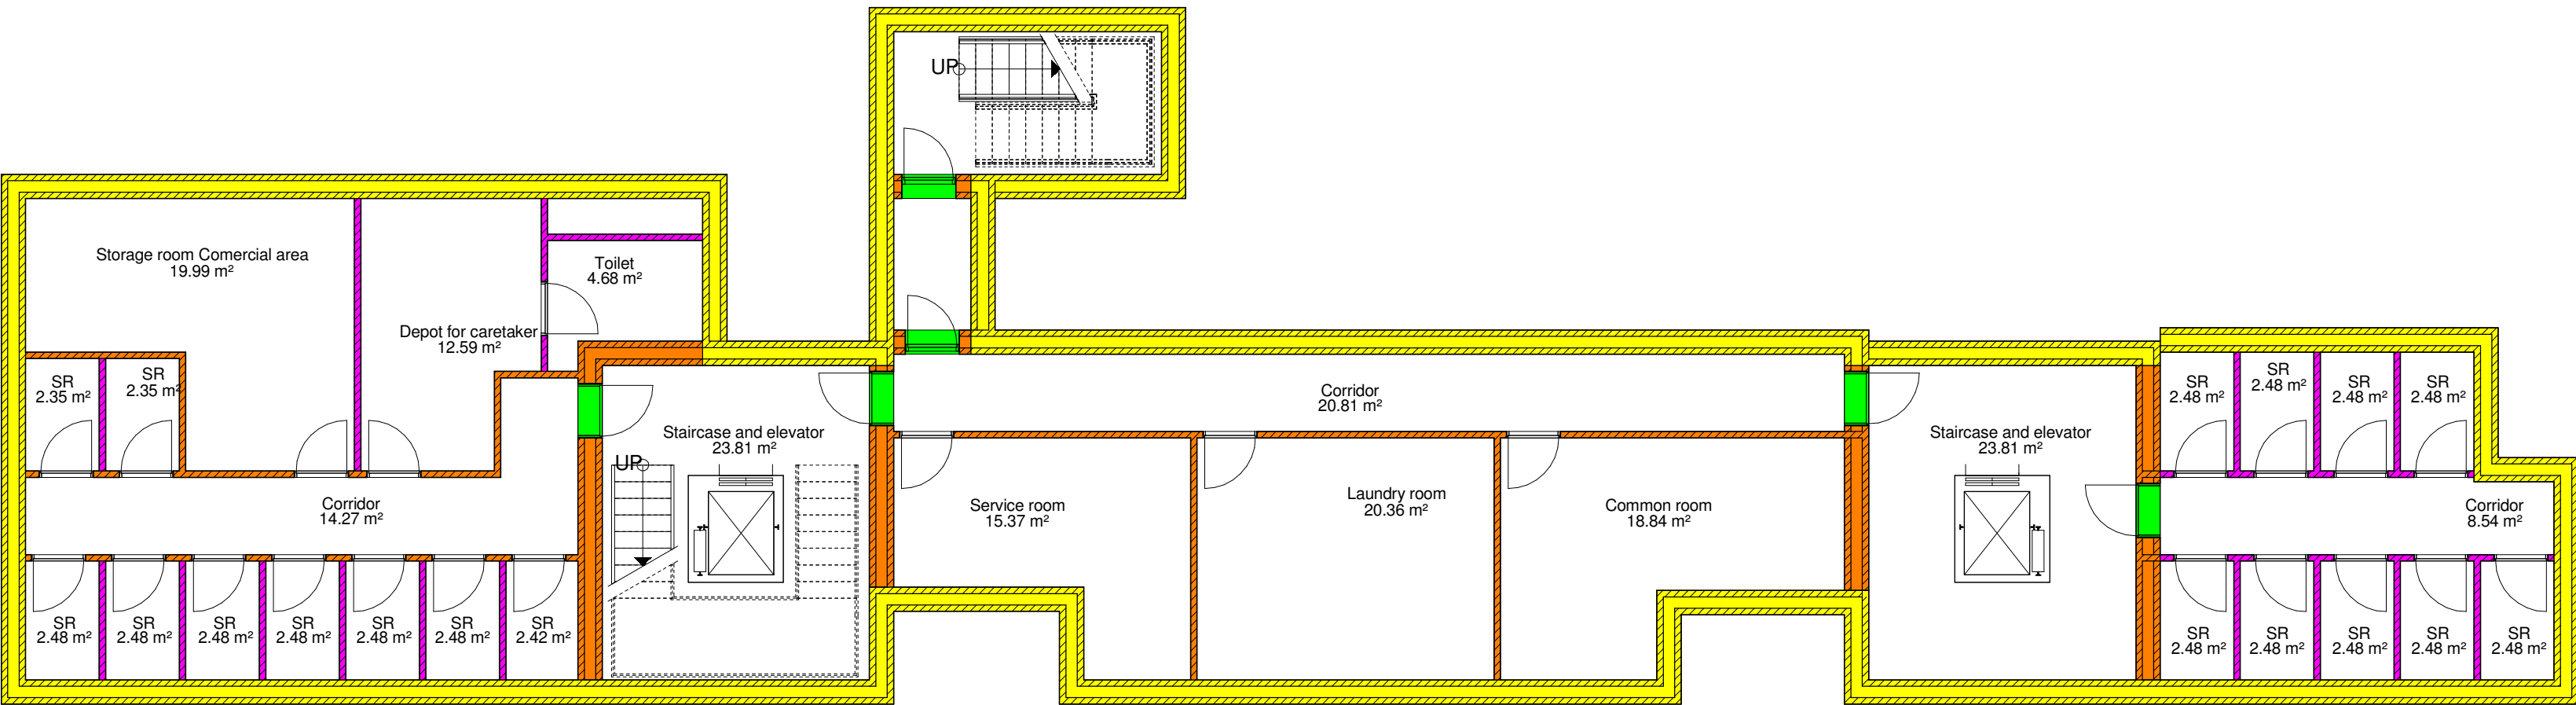 UP
Storage room Comercial area
19.99 m²
Toilet
4.68 m²
Depot for caretaker
12.59 m²
SR
2.35 m²
SR
2.35 m²
Corridor
14.27 m²
SR
2.48 m²
SR
2.48 m²
SR
2.48 m²
SR
2.48 m²
SR
2.48 m²
SR
2.48 m²
SR
2.42 m²
Staircase and elevator
23.81 m²
UP
Corridor
20.81 m²
Service room
15.37 m²
Laundry room
20.36 m²
Common room
18.84 m²
Staircase and elevator
23.81 m²
SR
2.48 m²
SR
2.48 m²
SR
2.48 m²
SR
2.48 m²
Corridor
8.54 m²
SR
2.48 m²
SR
2.48 m²
SR
2.48 m²
SR
2.48 m²
SR
2.48 m²